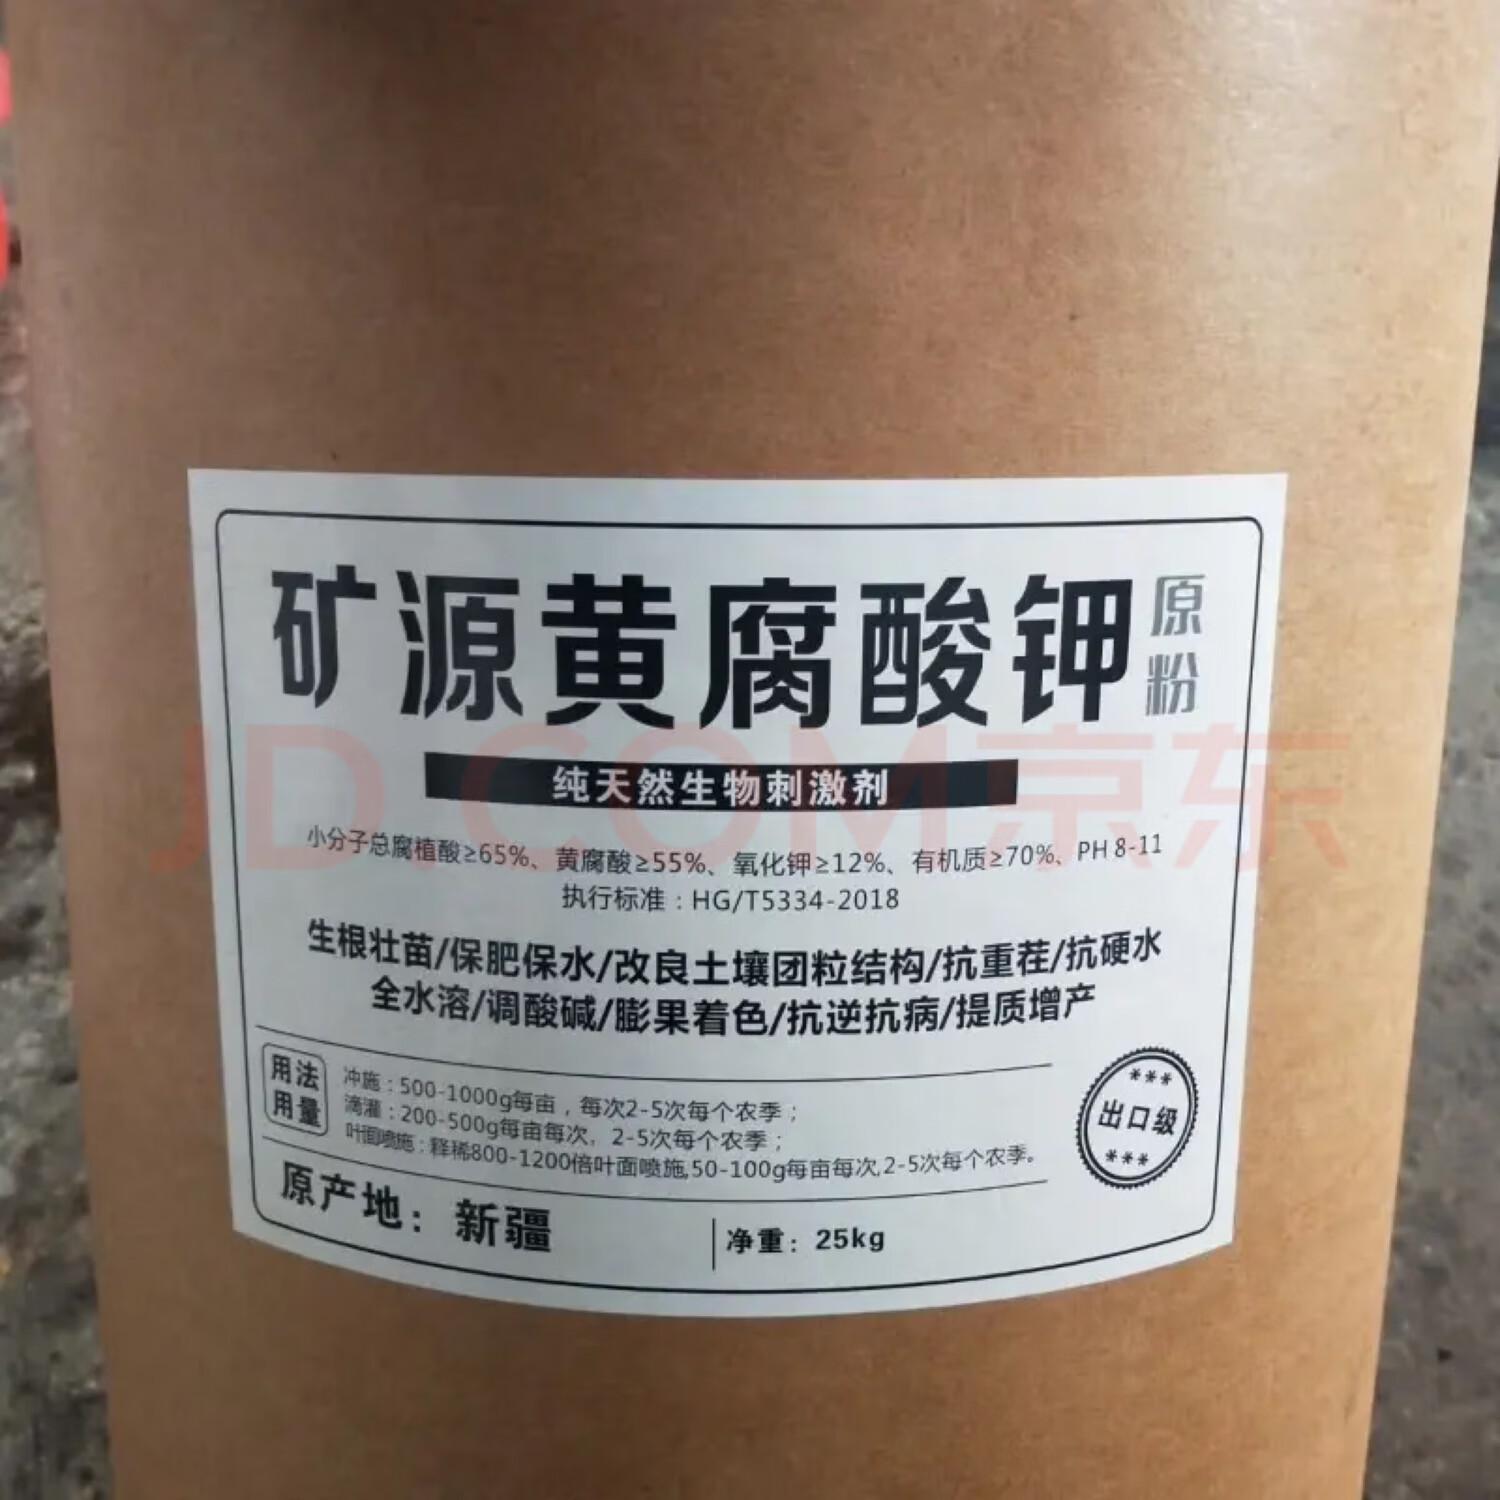 矿源黄腐酸钾
原粉
纯天然生物刺激剂
小分子总腐植酸≥65%、黄腐酸≥55%、氧化钾≥12%、有机质≥70%、PH 8-11
执行标准：HG/T5334-2018
生根壮苗/保肥保水/改良土壤团粒结构/抗重茬/抗硬水
全水溶/调酸碱/膨果着色/抗逆抗病/提质增产
用法
用量
冲施：500-1000g每亩，每次2-5次每个农季；
滴灌：200-500g每亩每次，2-5次每个农季；
叶面喷施：释稀800-1200倍叶面喷施,50-100g每亩每次,2-5次每个农季。
***
出口级
***
原产地：新疆
净重：25kg
JD.COM京东